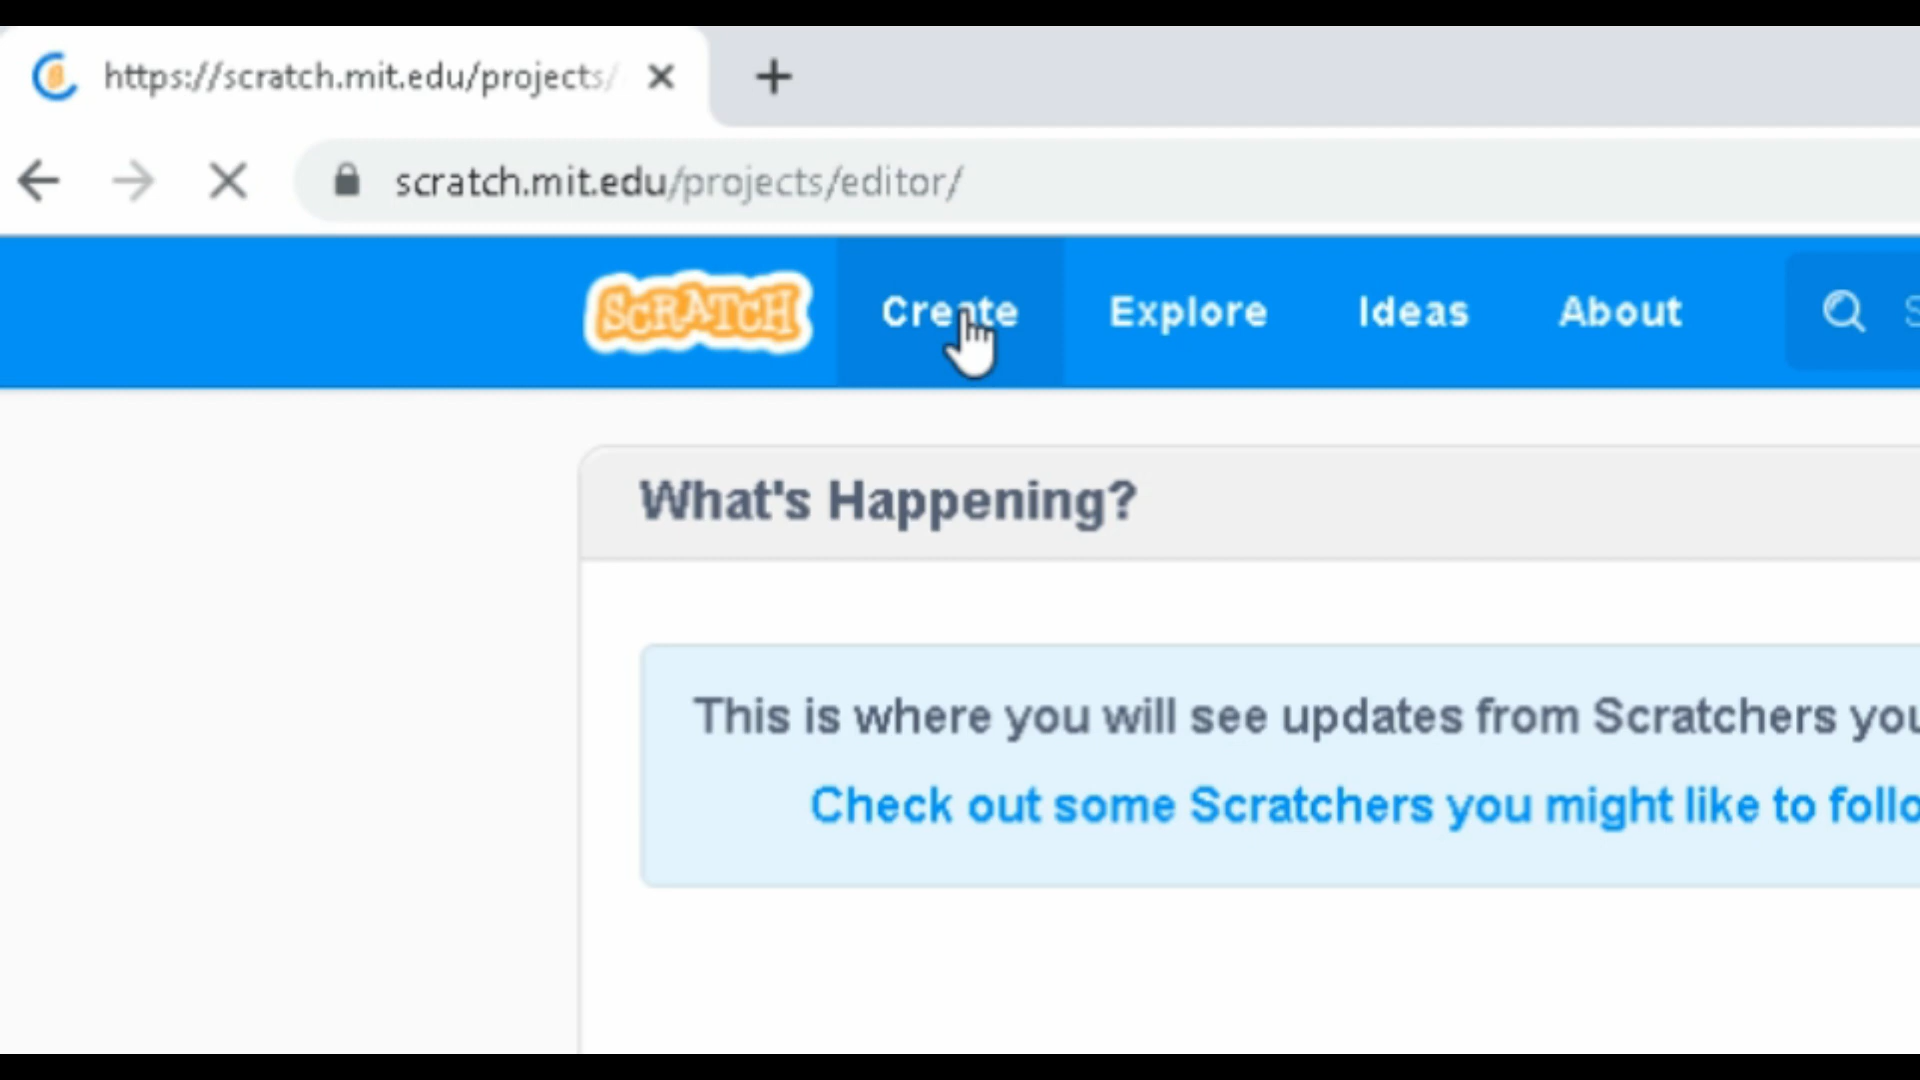 https://scratch.mit.edu/projects/
scratch.mit.edu/projects/editor/
SCRATCH Create Explore Ideas About
What's Happening?
This is where you will see updates from Scratchers you
Check out some Scratchers you might like to